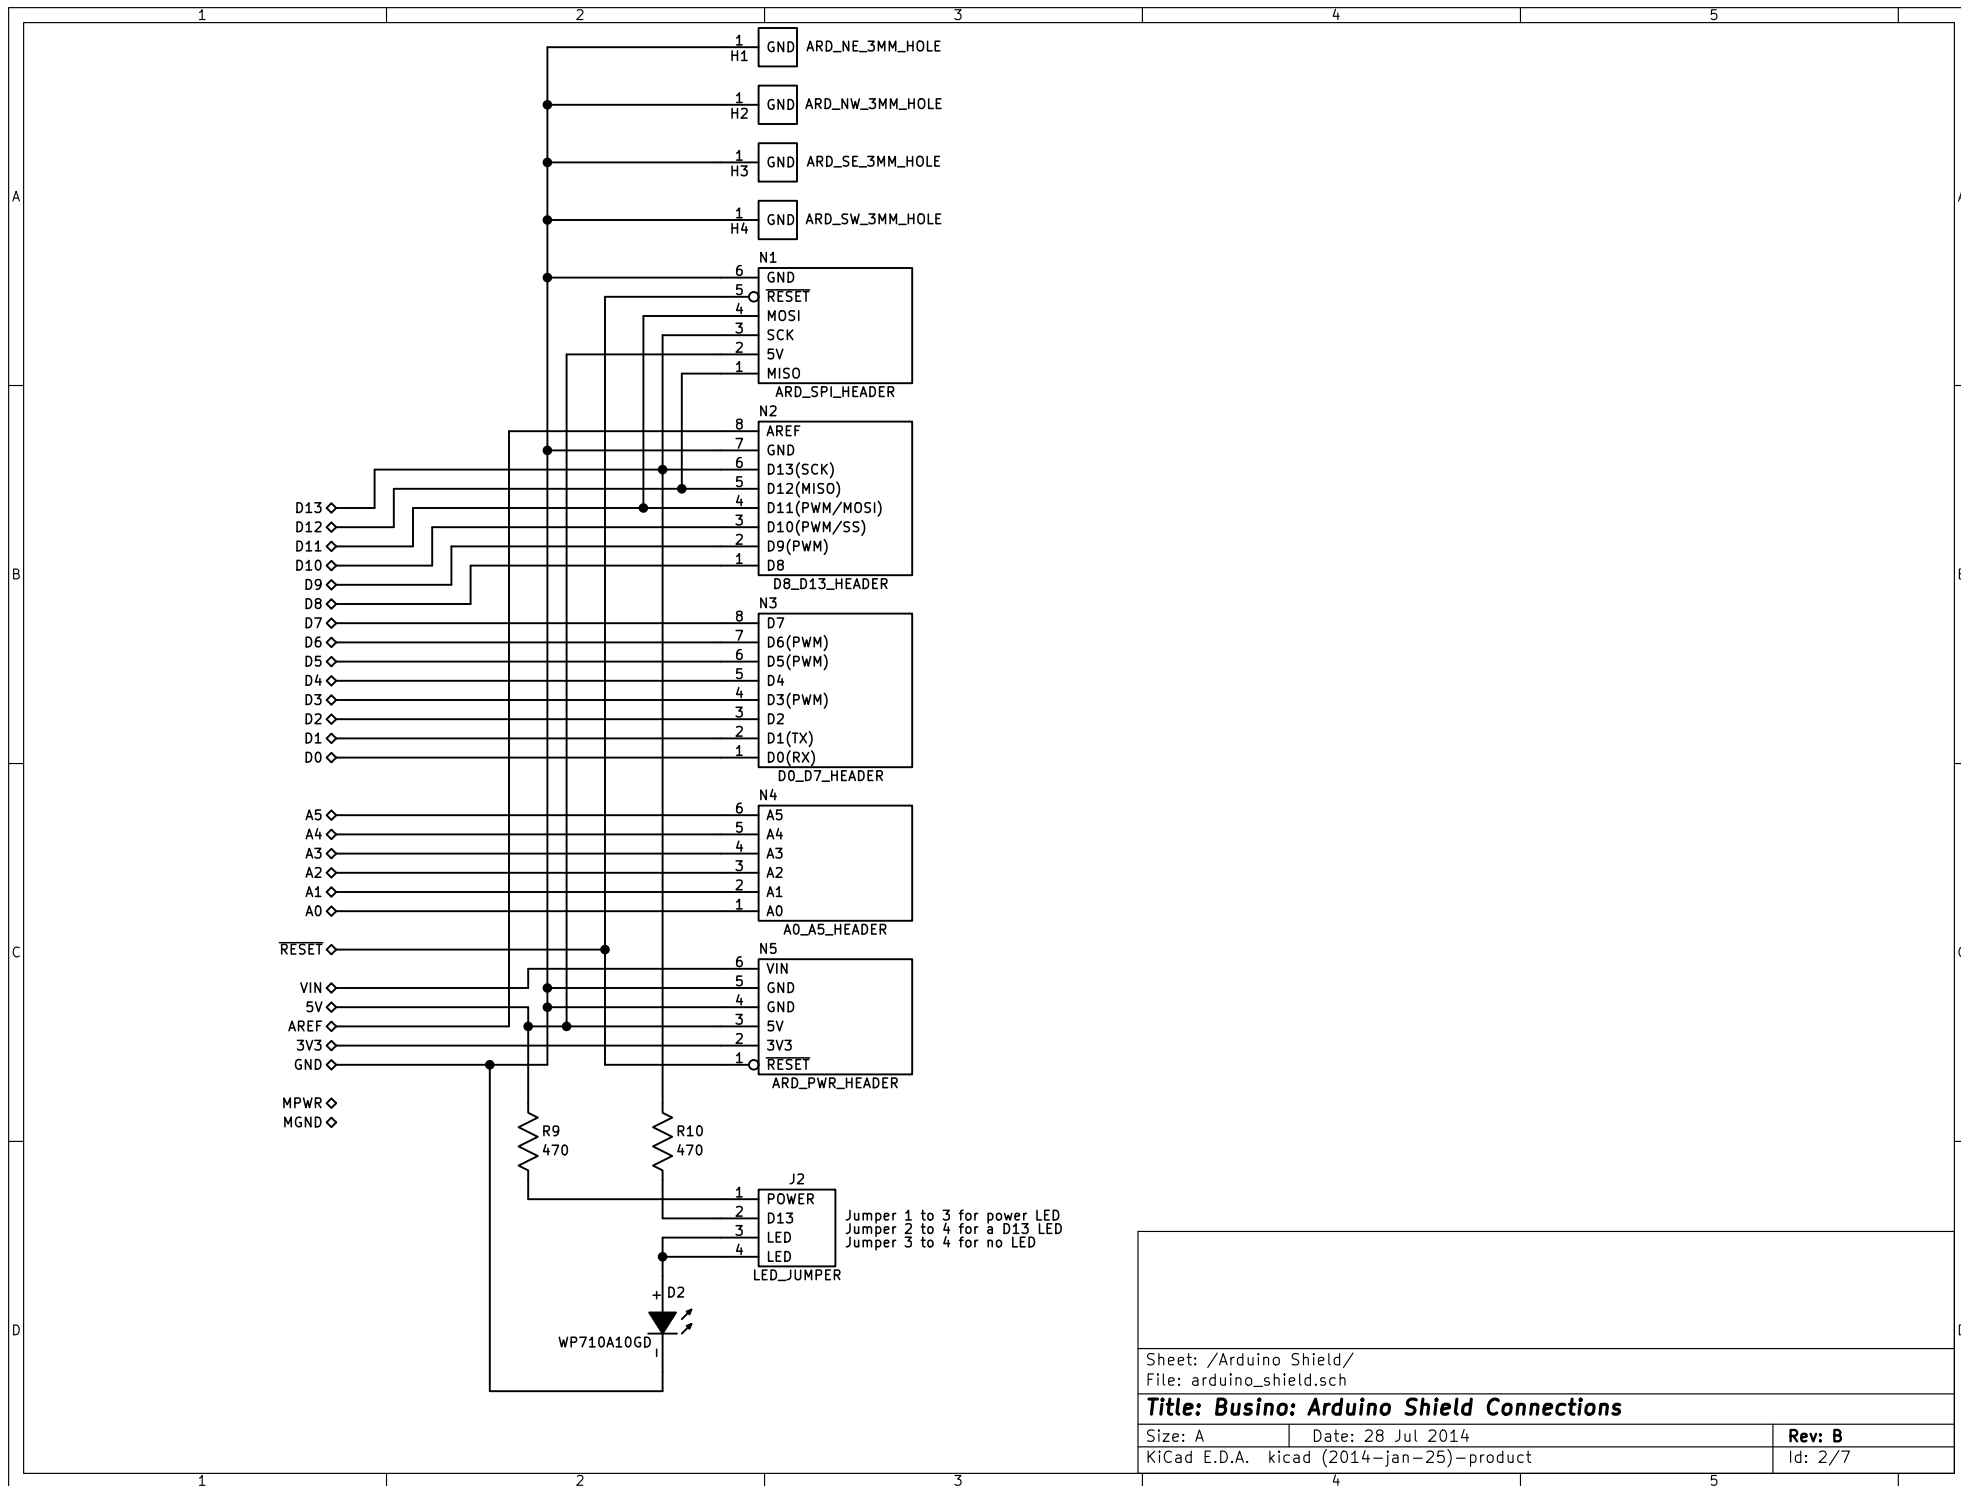 1 2 3 4 5
A
B
C
D
1
H1
GND
ARD_NE_3MM_HOLE
1
H2
GND
ARD_NW_3MM_HOLE
1
H3
GND
ARD_SE_3MM_HOLE
1
H4
GND
ARD_SW_3MM_HOLE
N1
6 GND
5 RESET
4 MOSI
3 SCK
2 5V
1 MISO
ARD_SPI_HEADER
N2
8 AREF
7 GND
6 D13(SCK)
5 D12(MISO)
4 D11(PWM/MOSI)
3 D10(PWM/SS)
2 D9(PWM)
1 D8
D8_D13_HEADER
D13
D12
D11
D10
D9
D8
D7
D6
D5
D4
D3
D2
D1
D0
N3
8 D7
7 D6(PWM)
6 D5(PWM)
5 D4
4 D3(PWM)
3 D2
2 D1(TX)
1 D0(RX)
D0_D7_HEADER
A5
A4
A3
A2
A1
A0
N4
6 A5
5 A4
4 A3
3 A2
2 A1
1 A0
A0_A5_HEADER
RESET
VIN
5V
AREF
3V3
GND
MPWR
MGND
N5
6 VIN
5 GND
4 GND
3 5V
2 3V3
1 RESET
ARD_PWR_HEADER
R9
470
R10
470
J2
1 POWER
2 D13
3 LED
4 LED
LED_JUMPER
Jumper 1 to 3 for power LED
Jumper 2 to 4 for a D13 LED
Jumper 3 to 4 for no LED
+ D2
WP710A10GD
Sheet: /Arduino Shield/
File: arduino_shield.sch
Title: Busino: Arduino Shield Connections
Size: A Date: 28 Jul 2014 Rev: B
KiCad E.D.A. kicad (2014-jan-25)-product Id: 2/7
1 2 3 4 5